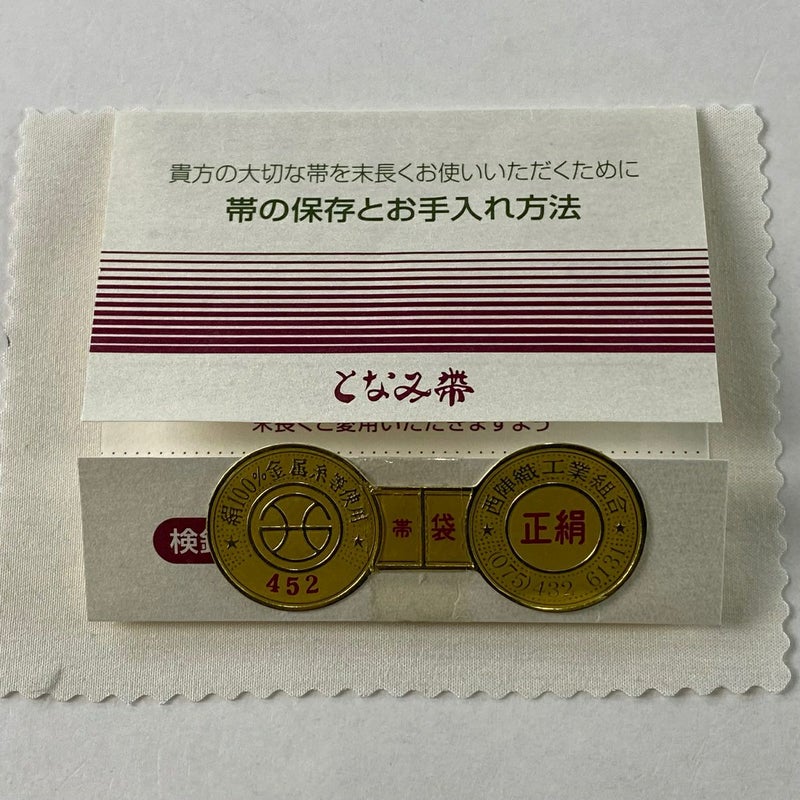 貴方の大切な帯を末長くお使いいただくために
帯の保存とお手入れ方法
となみ帯
末長くご愛用いただきますよう
検針
絹100%金属糸等使用
452
帯 袋
西陣織工業組合
正絹
(075)432-6131